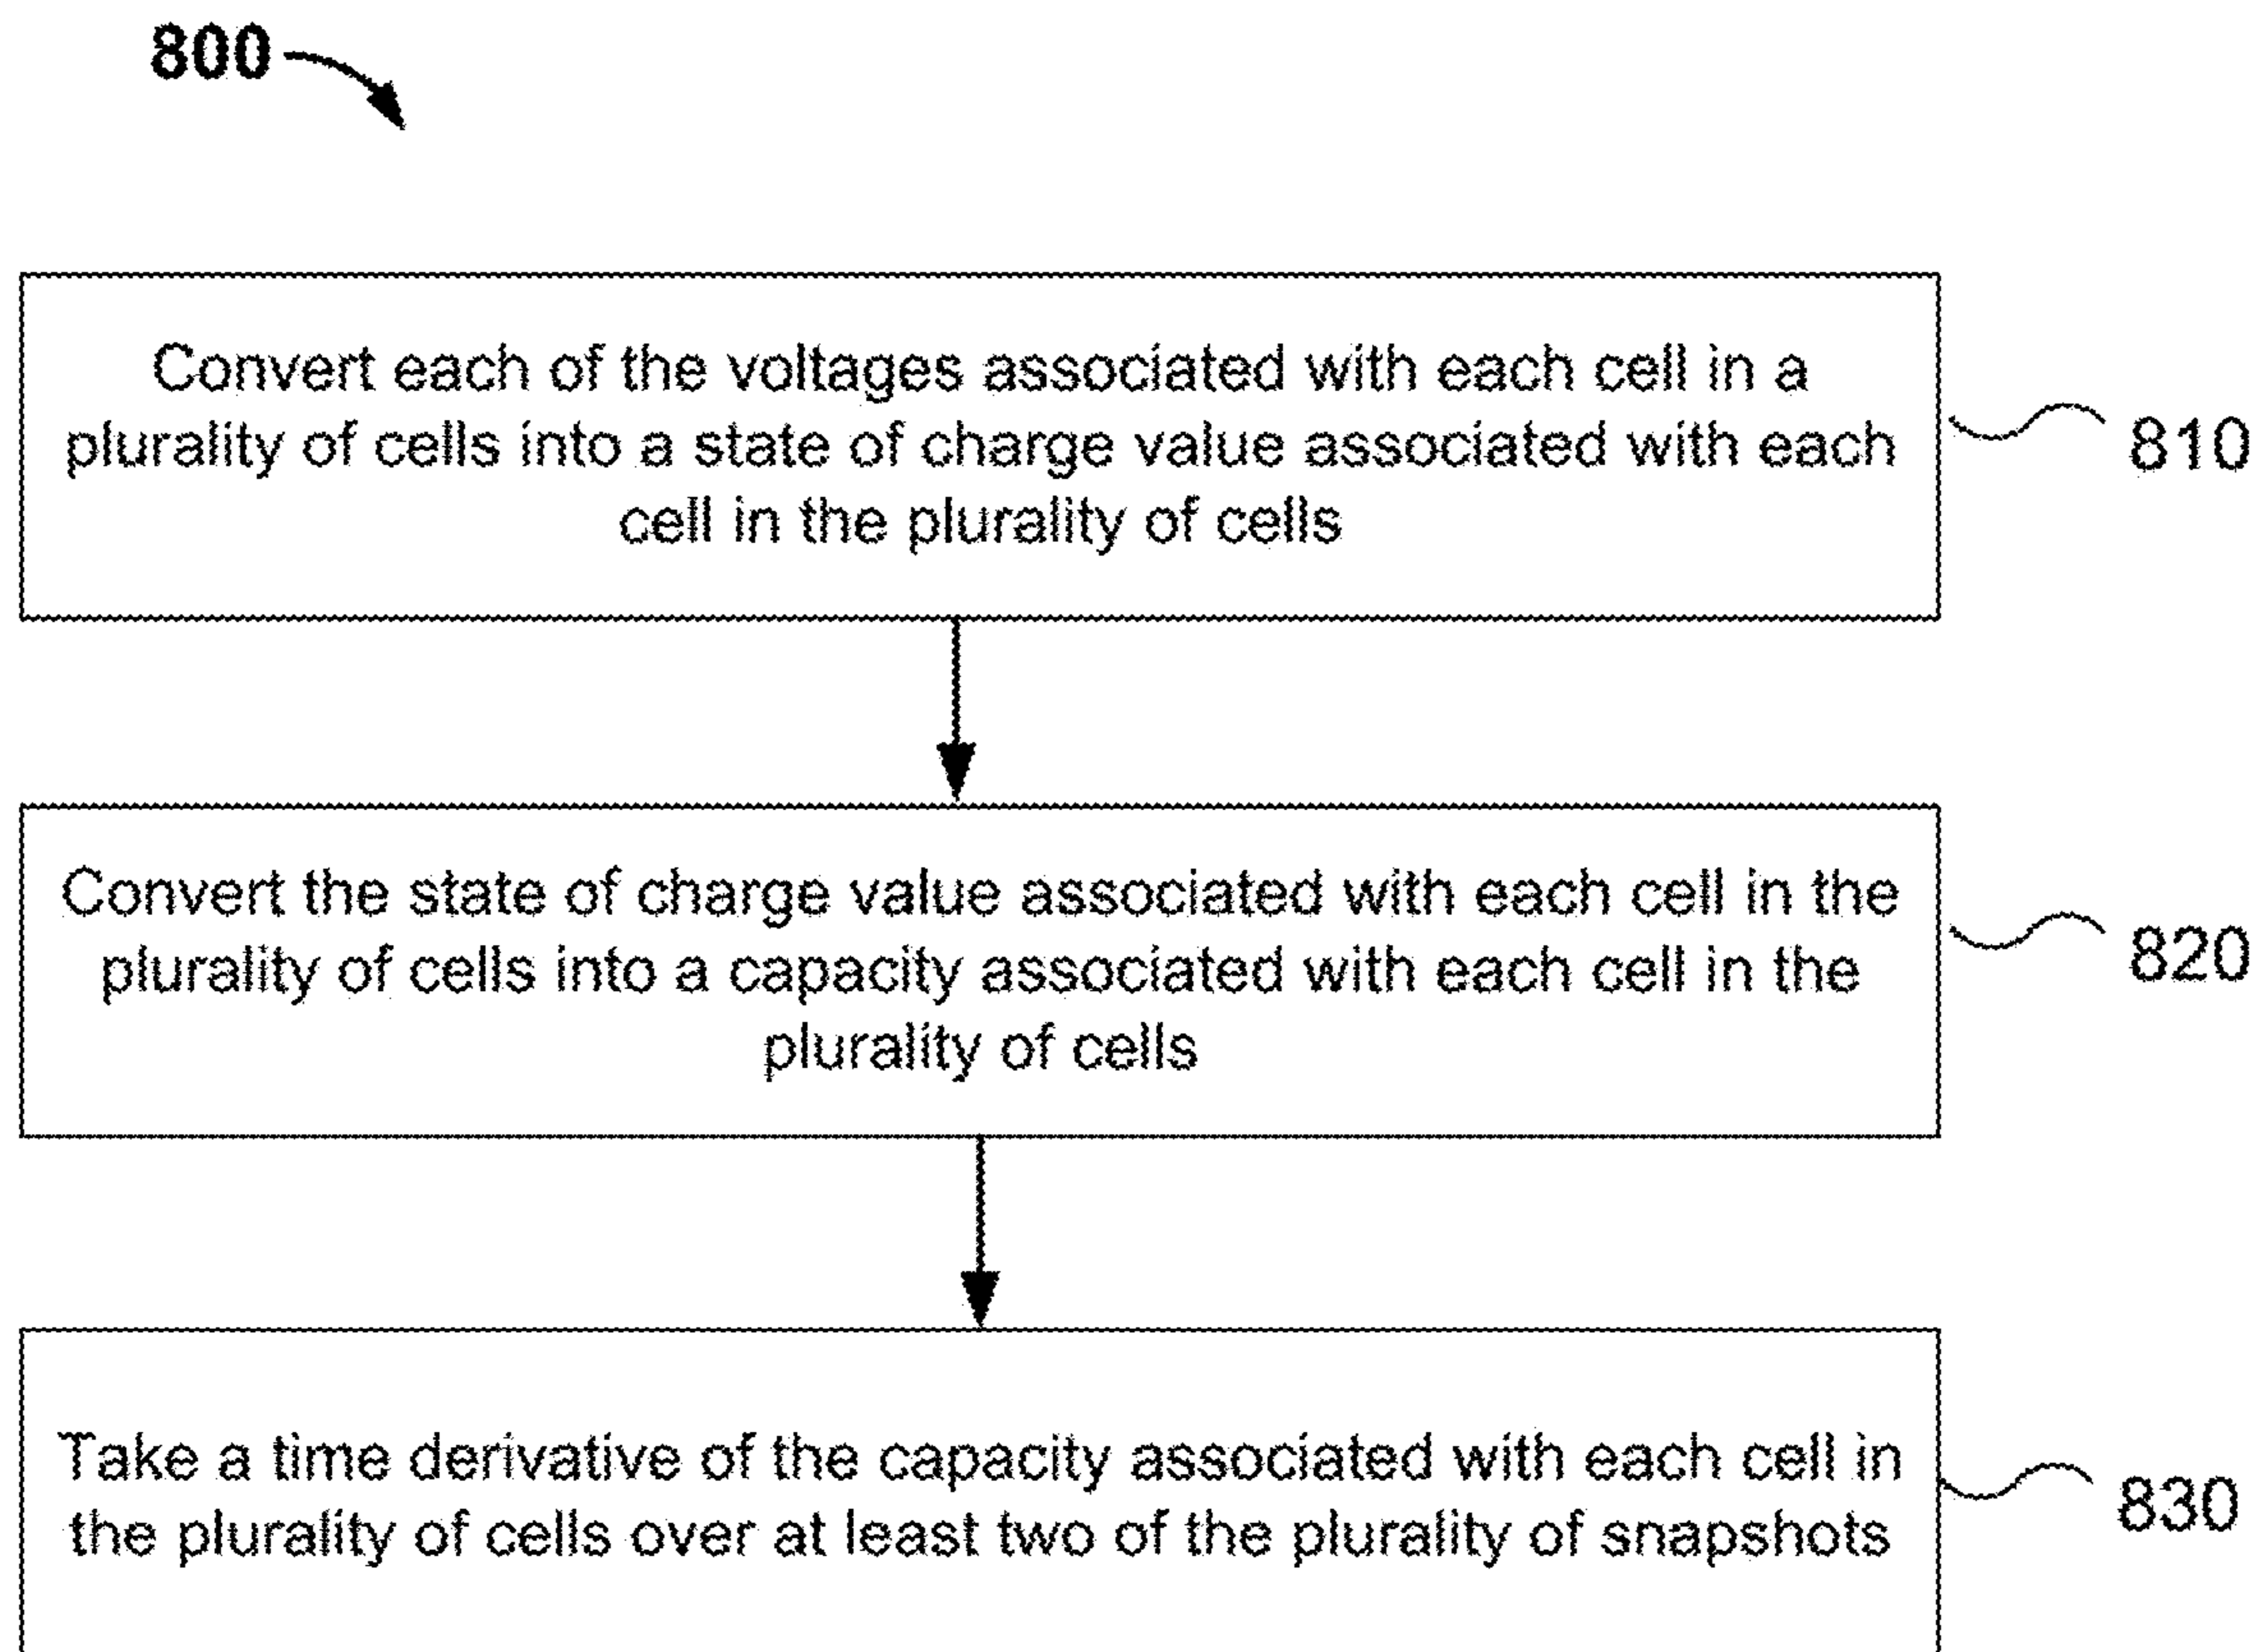 800
Convert each of the voltages associated with each cell in a
plurality of cells into a state of charge value associated with each
cell in the plurality of cells
810
Convert the state of charge value associated with each cell in the
plurality of cells into a capacity associated with each cell in the
plurality of cells
820
Take a time derivative of the capacity associated with each cell in
the plurality of cells over at least two of the plurality of snapshots
830